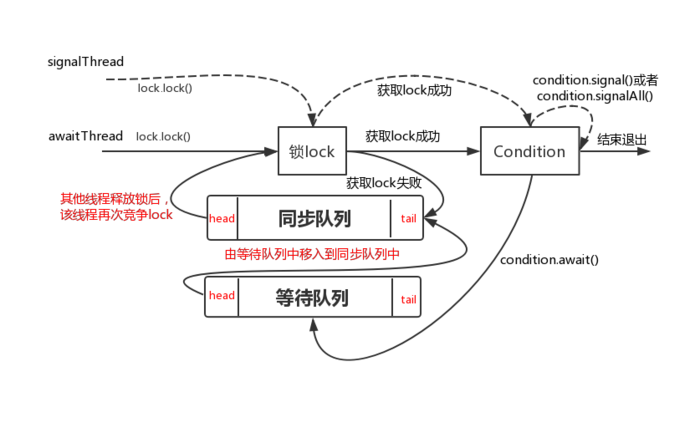 signalThread
lock.lock()
获取lock成功
condition.signal()或者
condition.signalAll()
awaitThread
lock.lock()
锁lock
获取lock成功
Condition
结束退出
获取lock失败
其他线程释放锁后，
该线程再次竞争lock
head
同步队列
tail
由等待队列中移入到同步队列中
condition.await()
head
等待队列
tail